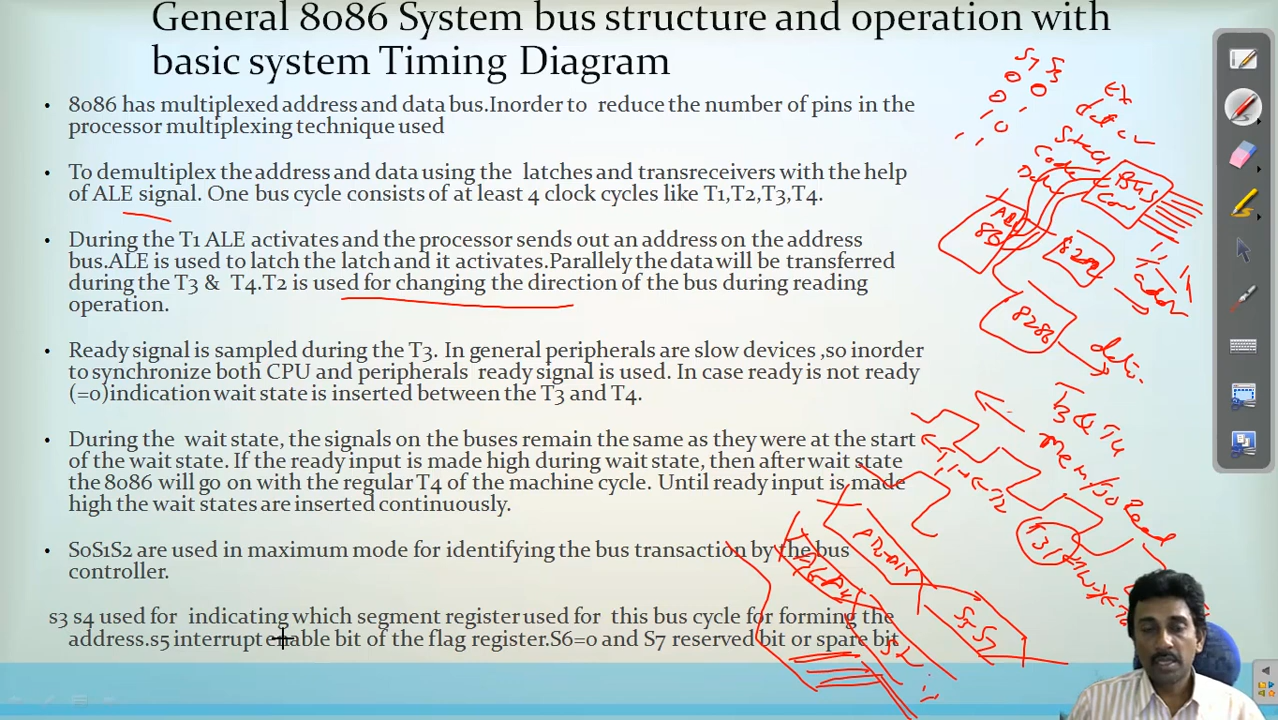 General 8086 System bus structure and operation with
basic system Timing Diagram
• 8086 has multiplexed address and data bus.Inorder to reduce the number of pins in the
processor multiplexing technique used
• To demultiplex the address and data using the latches and transreceivers with the help
of ALE signal. One bus cycle consists of at least 4 clock cycles like T1,T2,T3,T4.
• During the T1 ALE activates and the processor sends out an address on the address
bus.ALE is used to latch the latch and it activates.Parallely the data will be transferred
during the T3 & T4.T2 is used for changing the direction of the bus during reading
operation.
• Ready signal is sampled during the T3. In general peripherals are slow devices ,so inorder
to synchronize both CPU and peripherals ready signal is used. In case ready is not ready
(=0)indication wait state is inserted between the T3 and T4.
• During the wait state, the signals on the buses remain the same as they were at the start
of the wait state. If the ready input is made high during wait state, then after wait state
the 8086 will go on with the regular T4 of the machine cycle. Until ready input is made
high the wait states are inserted continuously.
• S0S1S2 are used in maximum mode for identifying the bus transaction by the bus
controller.
s3 s4 used for indicating which segment register used for this bus cycle for forming the
address.s5 interrupt enable bit of the flag register.S6=0 and S7 reserved bit or spare bit
Bus
Con
8286
T3 & T4
Read
T3